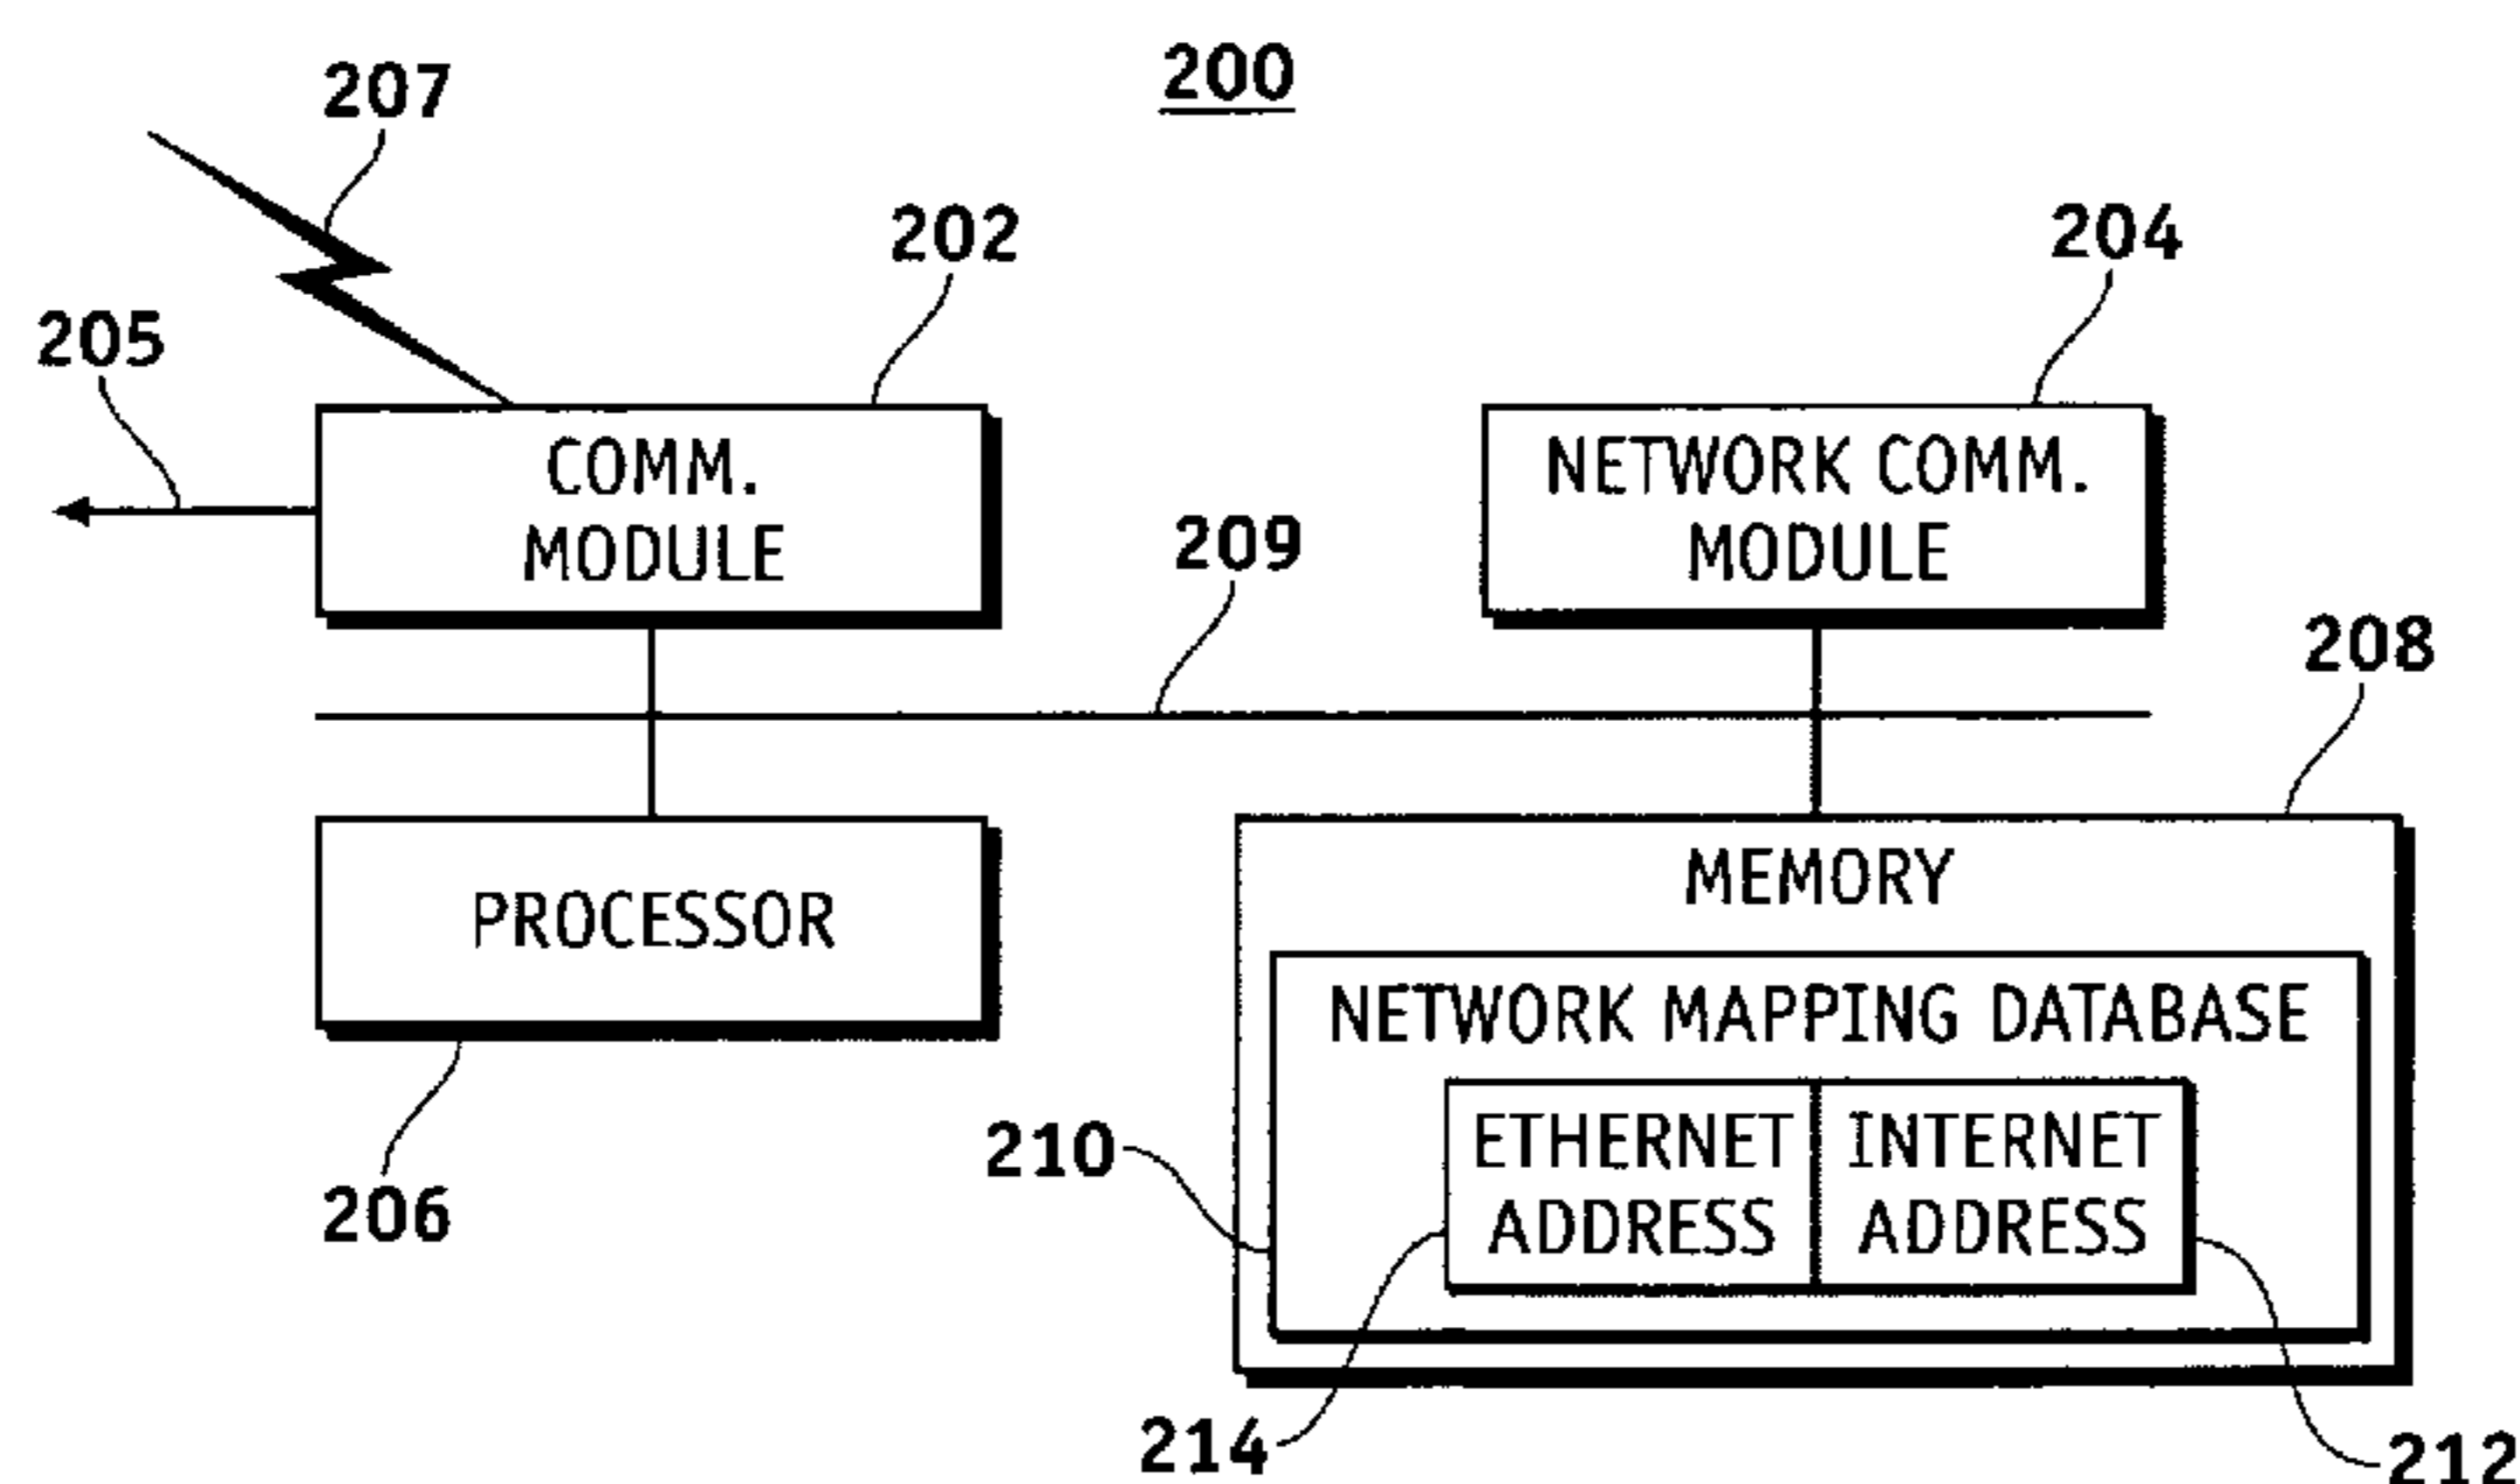 200
207
202
204
205
COMM.
MODULE
NETWORK COMM.
MODULE
209
208
PROCESSOR
MEMORY
NETWORK MAPPING DATABASE
210
ETHERNET
ADDRESS
INTERNET
ADDRESS
206
214
212